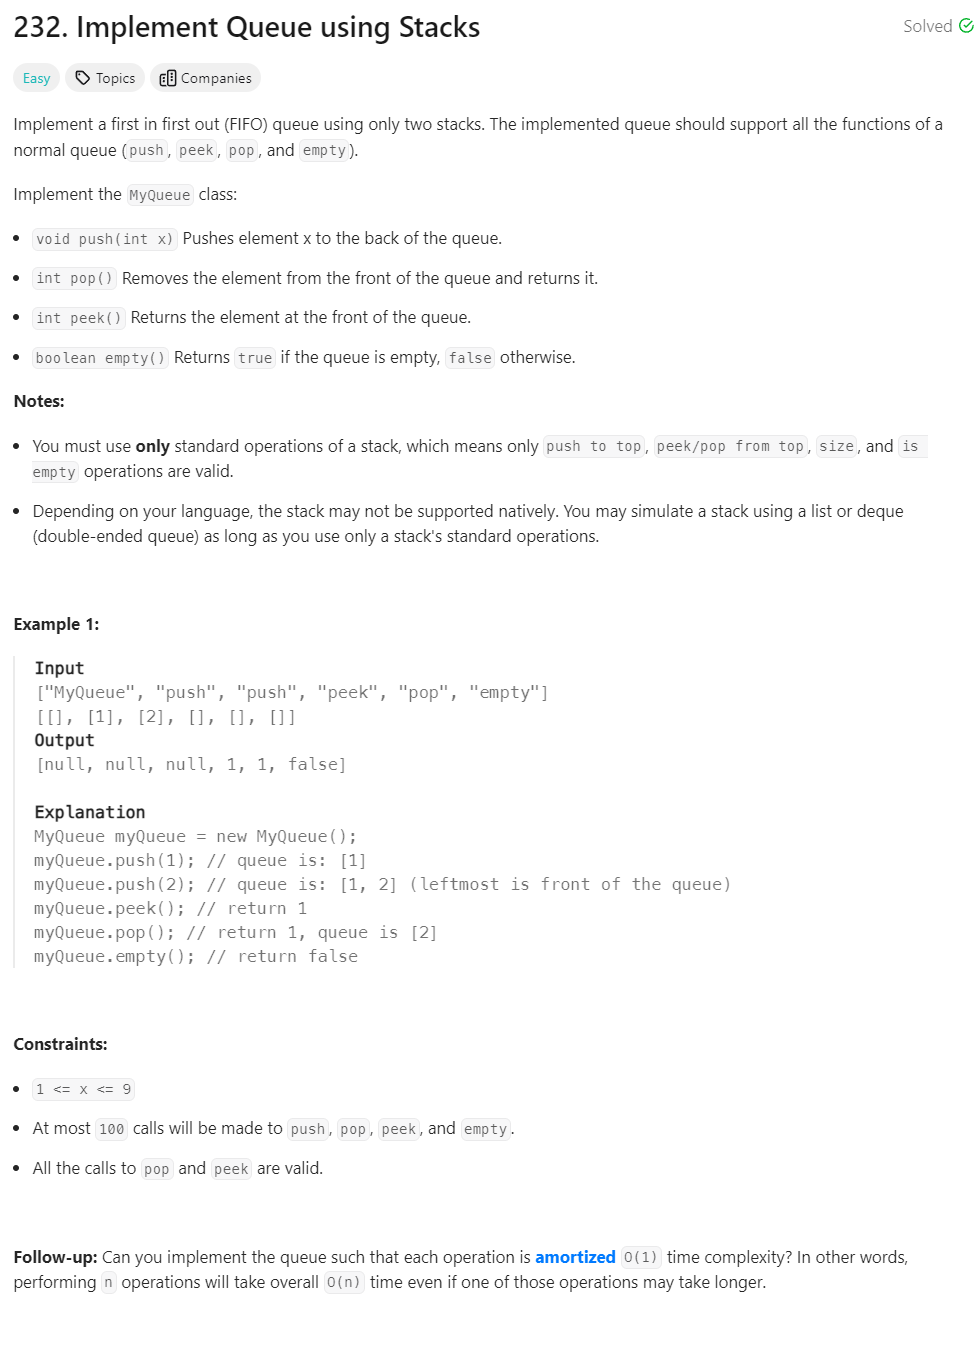 232. Implement Queue using Stacks
Solved
Easy Topics Companies
Implement a first in first out (FIFO) queue using only two stacks. The implemented queue should support all the functions of a
normal queue (push, peek, pop, and empty).
Implement the MyQueue class:
• void push(int x) Pushes element x to the back of the queue.
• int pop() Removes the element from the front of the queue and returns it.
• int peek() Returns the element at the front of the queue.
• boolean empty() Returns true if the queue is empty, false otherwise.
Notes:
• You must use only standard operations of a stack, which means only push to top, peek/pop from top, size, and is
empty operations are valid.
• Depending on your language, the stack may not be supported natively. You may simulate a stack using a list or deque
(double-ended queue) as long as you use only a stack's standard operations.
Example 1:
Input
["MyQueue", "push", "push", "peek", "pop", "empty"]
[[], [1], [2], [], [], []]
Output
[null, null, null, 1, 1, false]
Explanation
MyQueue myQueue = new MyQueue();
myQueue.push(1); // queue is: [1]
myQueue.push(2); // queue is: [1, 2] (leftmost is front of the queue)
myQueue.peek(); // return 1
myQueue.pop(); // return 1, queue is [2]
myQueue.empty(); // return false
Constraints:
• 1 <= x <= 9
• At most 100 calls will be made to push, pop, peek, and empty.
• All the calls to pop and peek are valid.
Follow-up: Can you implement the queue such that each operation is amortized O(1) time complexity? In other words,
performing n operations will take overall O(n) time even if one of those operations may take longer.